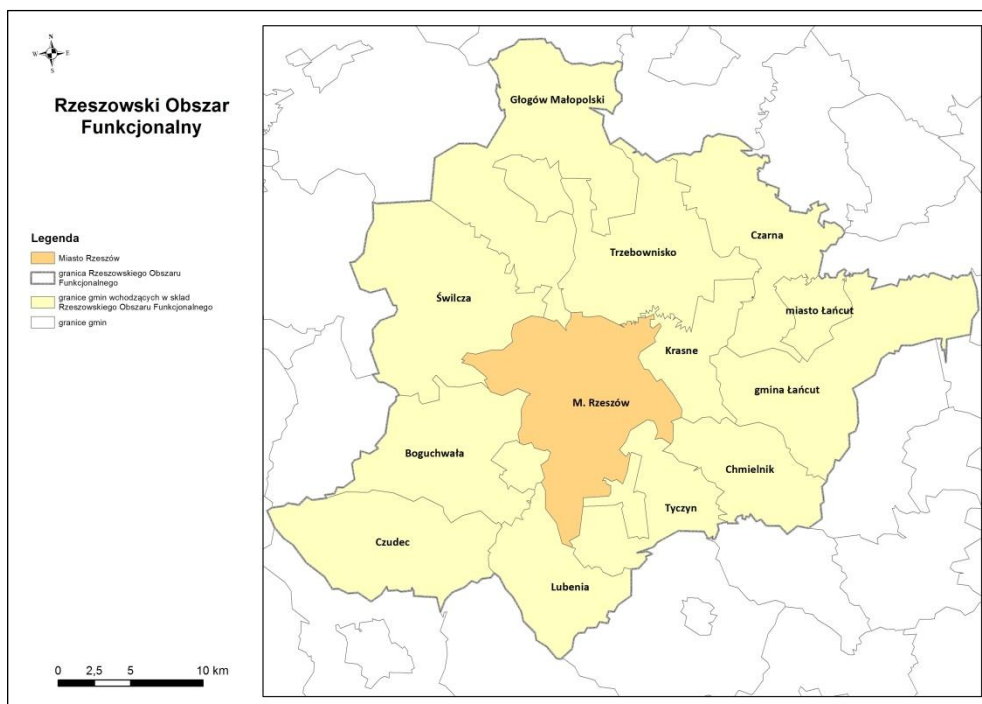 N
W E
S
Rzeszowski Obszar
Funkcjonalny
Legenda
Miasto Rzeszów
granica Rzeszowskiego Obszaru
Funkcjonalnego
granice gmin wchodzących w skład
Rzeszowskiego Obszaru Funkcjonalnego
granice gmin
0 2,5 5 10 km
Głogów Małopolski
Czarna
Trzebownisko
Świlcza
miasto Łańcut
Krasne
gmina Łańcut
M. Rzeszów
Boguchwała
Chmielnik
Tyczyn
Czudec
Lubenia